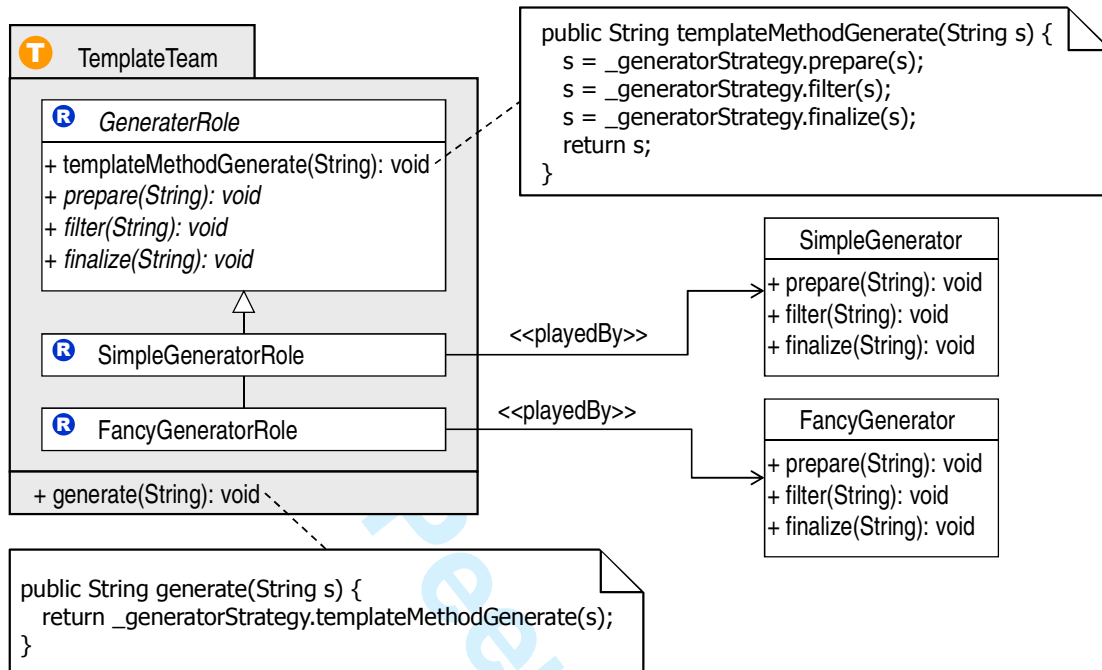 T TemplateTeam
R GeneraterRole
+ templateMethodGenerate(String): void
+ prepare(String): void
+ filter(String): void
+ finalize(String): void
R SimpleGeneratorRole
R FancyGeneratorRole
+ generate(String): void
public String templateMethodGenerate(String s) {
s = _generatorStrategy.prepare(s);
s = _generatorStrategy.filter(s);
s = _generatorStrategy.finalize(s);
return s;
}
<<playedBy>>
<<playedBy>>
SimpleGenerator
+ prepare(String): void
+ filter(String): void
+ finalize(String): void
FancyGenerator
+ prepare(String): void
+ filter(String): void
+ finalize(String): void
public String generate(String s) {
return _generatorStrategy.templateMethodGenerate(s);
}
Peer